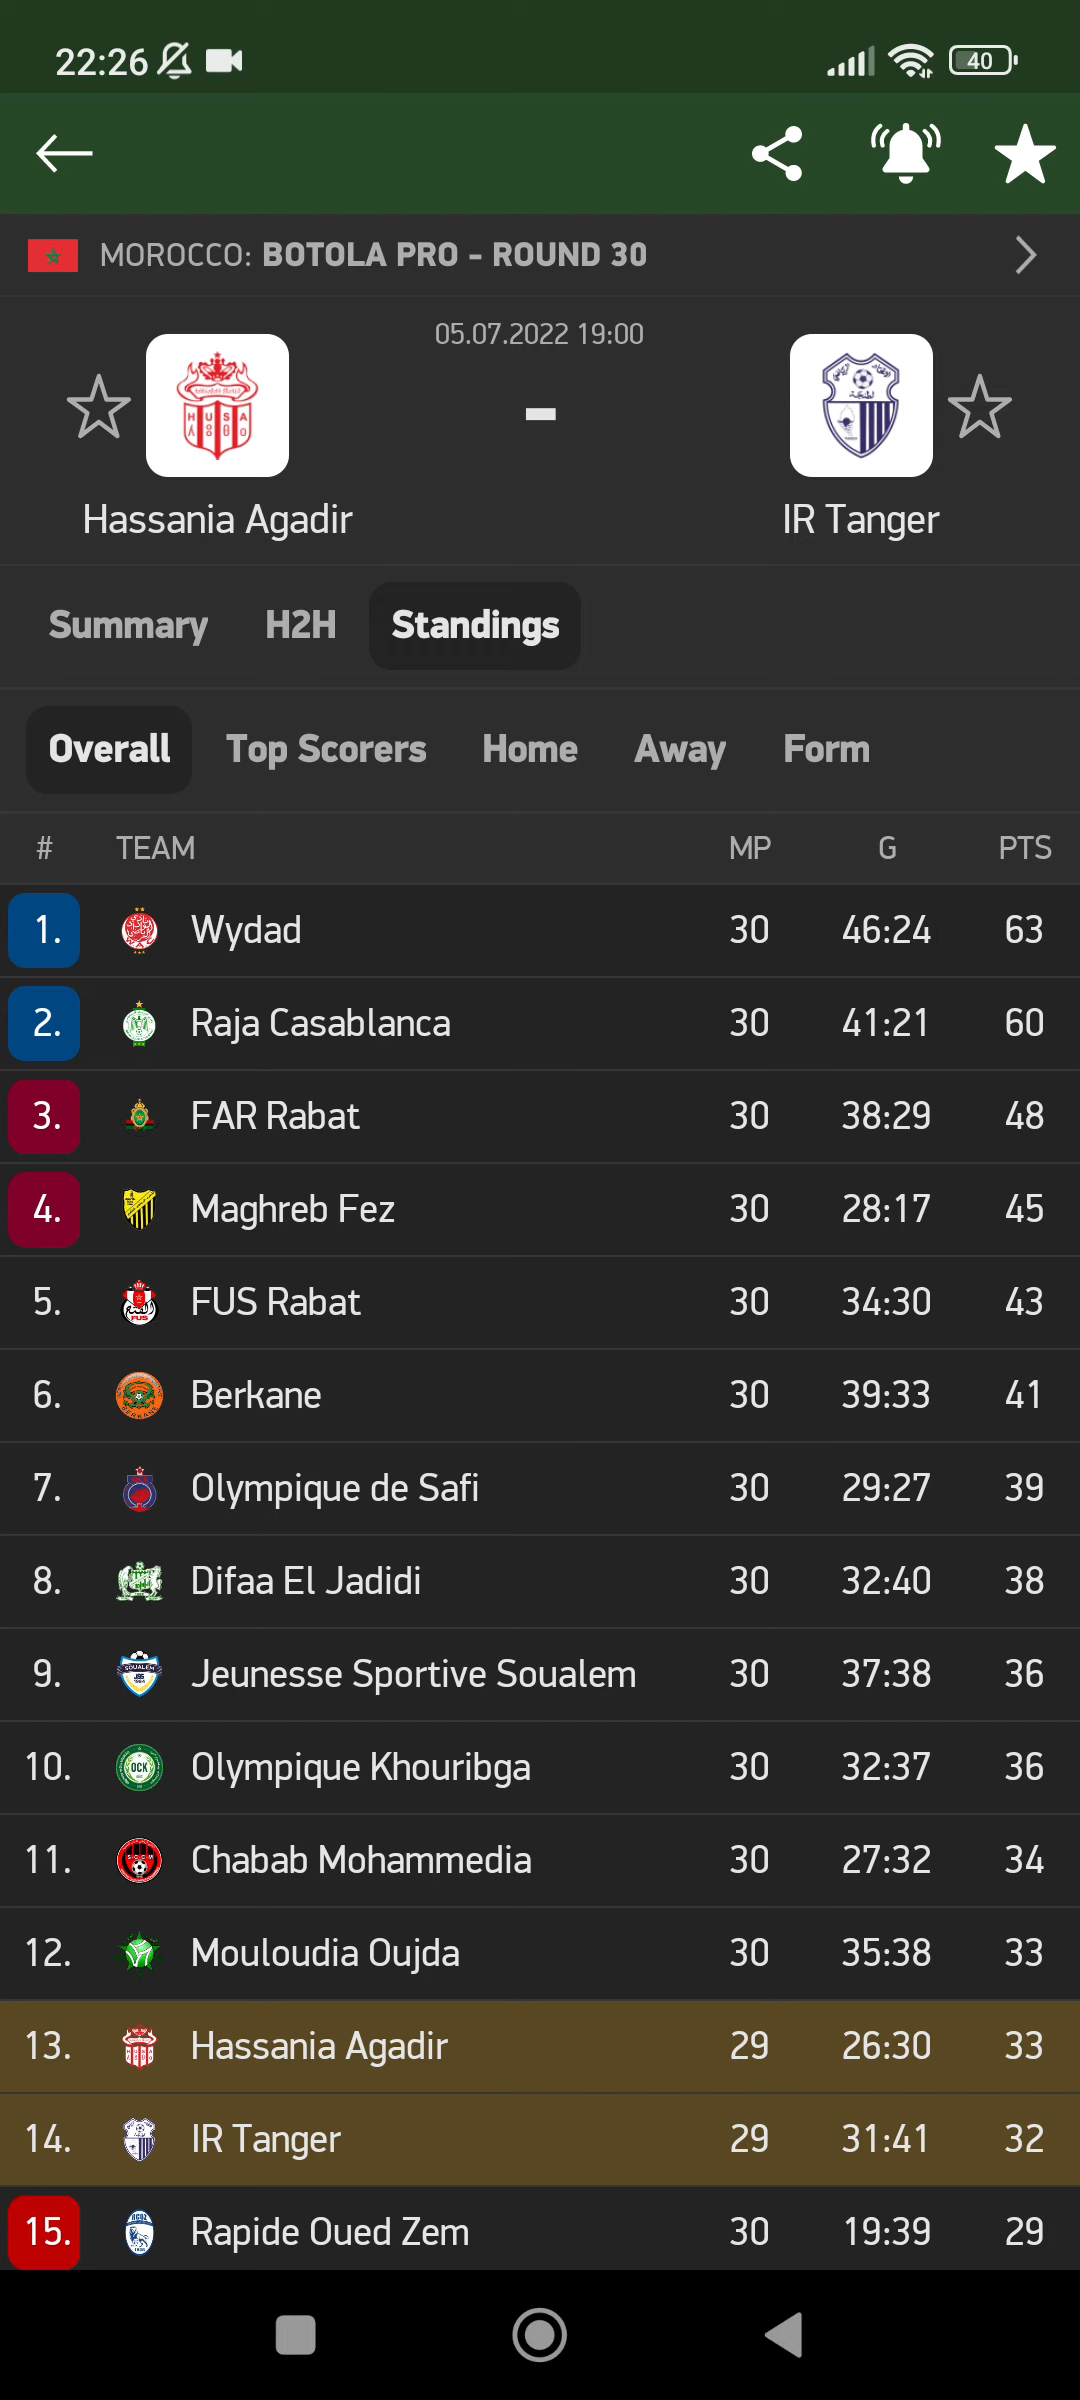 22:26
40
MOROCCO: BOTOLA PRO - ROUND 30
05.07.2022 19:00
-
HUSA
Hassania Agadir
IR Tanger
Summary H2H Standings
Overall Top Scorers Home Away Form
# TEAM MP G PTS
1. Wydad 30 46:24 63
2. Raja Casablanca 30 41:21 60
3. FAR Rabat 30 38:29 48
4. Maghreb Fez 30 28:17 45
5. FUS Rabat 30 34:30 43
6. Berkane 30 39:33 41
7. Olympique de Safi 30 29:27 39
8. Difaa El Jadidi 30 32:40 38
9. Jeunesse Sportive Soualem 30 37:38 36
10. Olympique Khouribga 30 32:37 36
11. Chabab Mohammedia 30 27:32 34
12. Mouloudia Oujda 30 35:38 33
13. Hassania Agadir 29 26:30 33
14. IR Tanger 29 31:41 32
15. Rapide Oued Zem 30 19:39 29